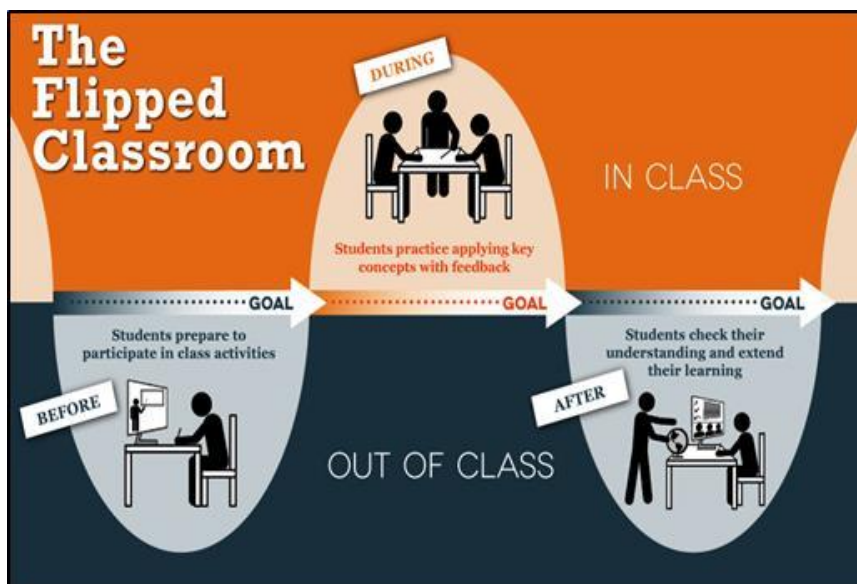 The
Flipped
Classroom
DURING
IN CLASS
Students practice applying key
concepts with feedback
GOAL
GOAL
GOAL
Students prepare to
participate in class activities
BEFORE
OUT OF CLASS
Students check their
understanding and extend
their learning
AFTER